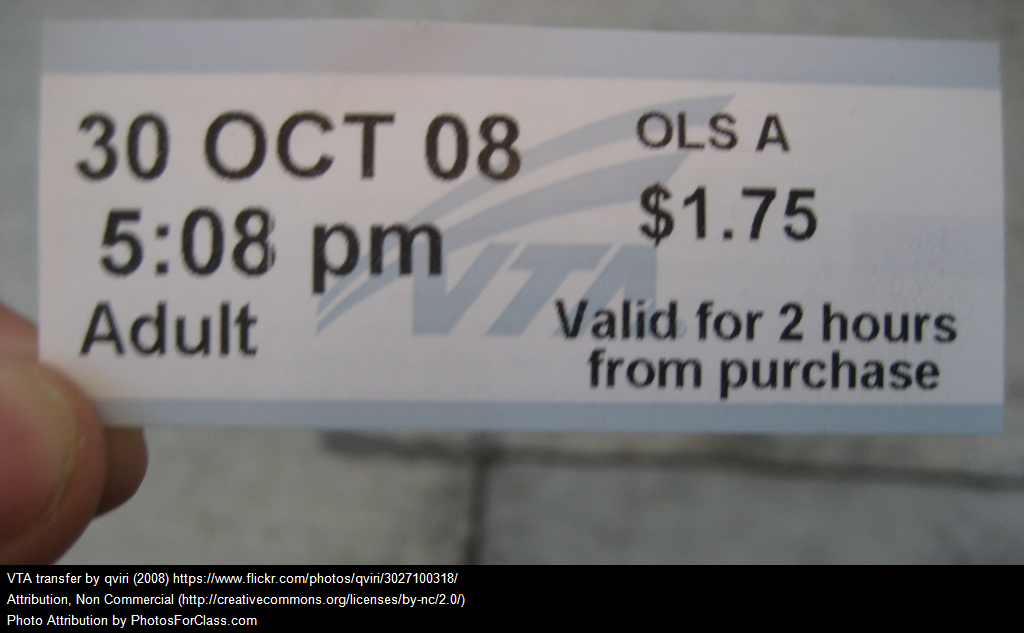 30 OCT 08
5:08 pm
Adult
OLS A
$1.75
Valid for 2 hours
from purchase
VTA
VTA transfer by qviri (2008) https://www.flickr.com/photos/qviri/3027100318/
Attribution, Non Commercial (http://creativecommons.org/licenses/by-nc/2.0/)
Photo Attribution by PhotosForClass.com